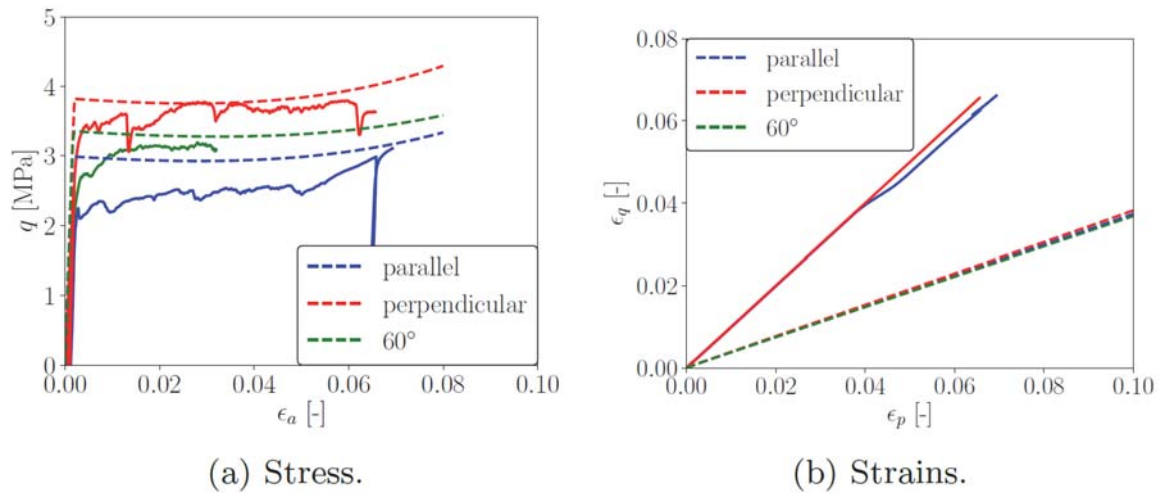 5
4
3
2
1
0
q [MPa]
parallel
perpendicular
60°
0.00 0.02 0.04 0.06 0.08 0.10
ϵa [-]
(a) Stress.
0.08
0.06
0.04
0.02
0.00
ϵq [-]
parallel
perpendicular
60°
0.00 0.02 0.04 0.06 0.08 0.10
ϵp [-]
(b) Strains.